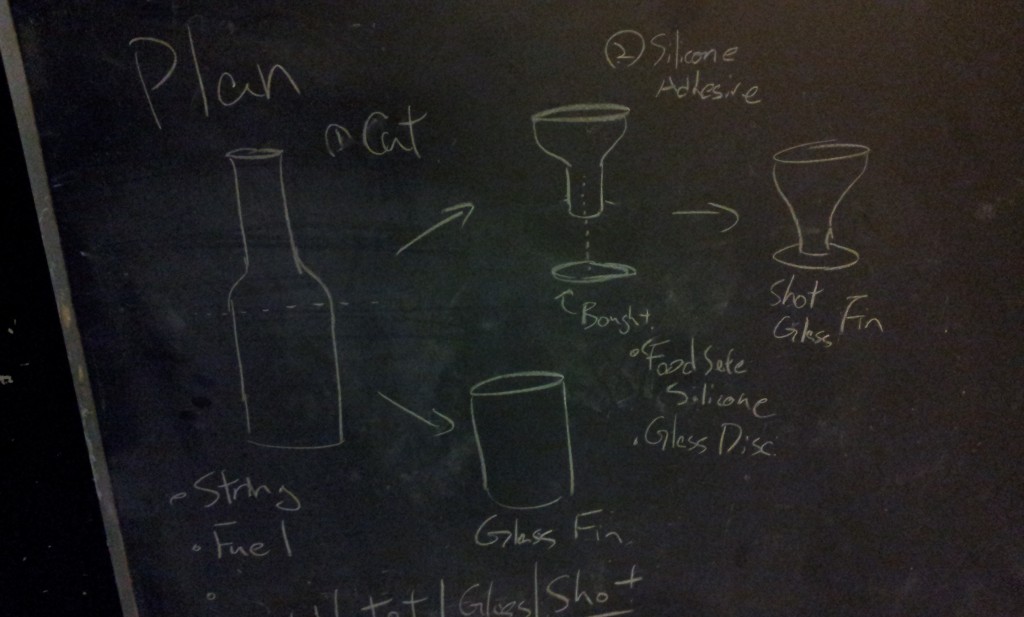 Plan
① Cut
② Silicone
Adhesive
Bought
• Food Safe
Silicone
• Glass Disc
Shot
Glass Fin
• String
• Fuel
Glass Fin
Glass | Shot